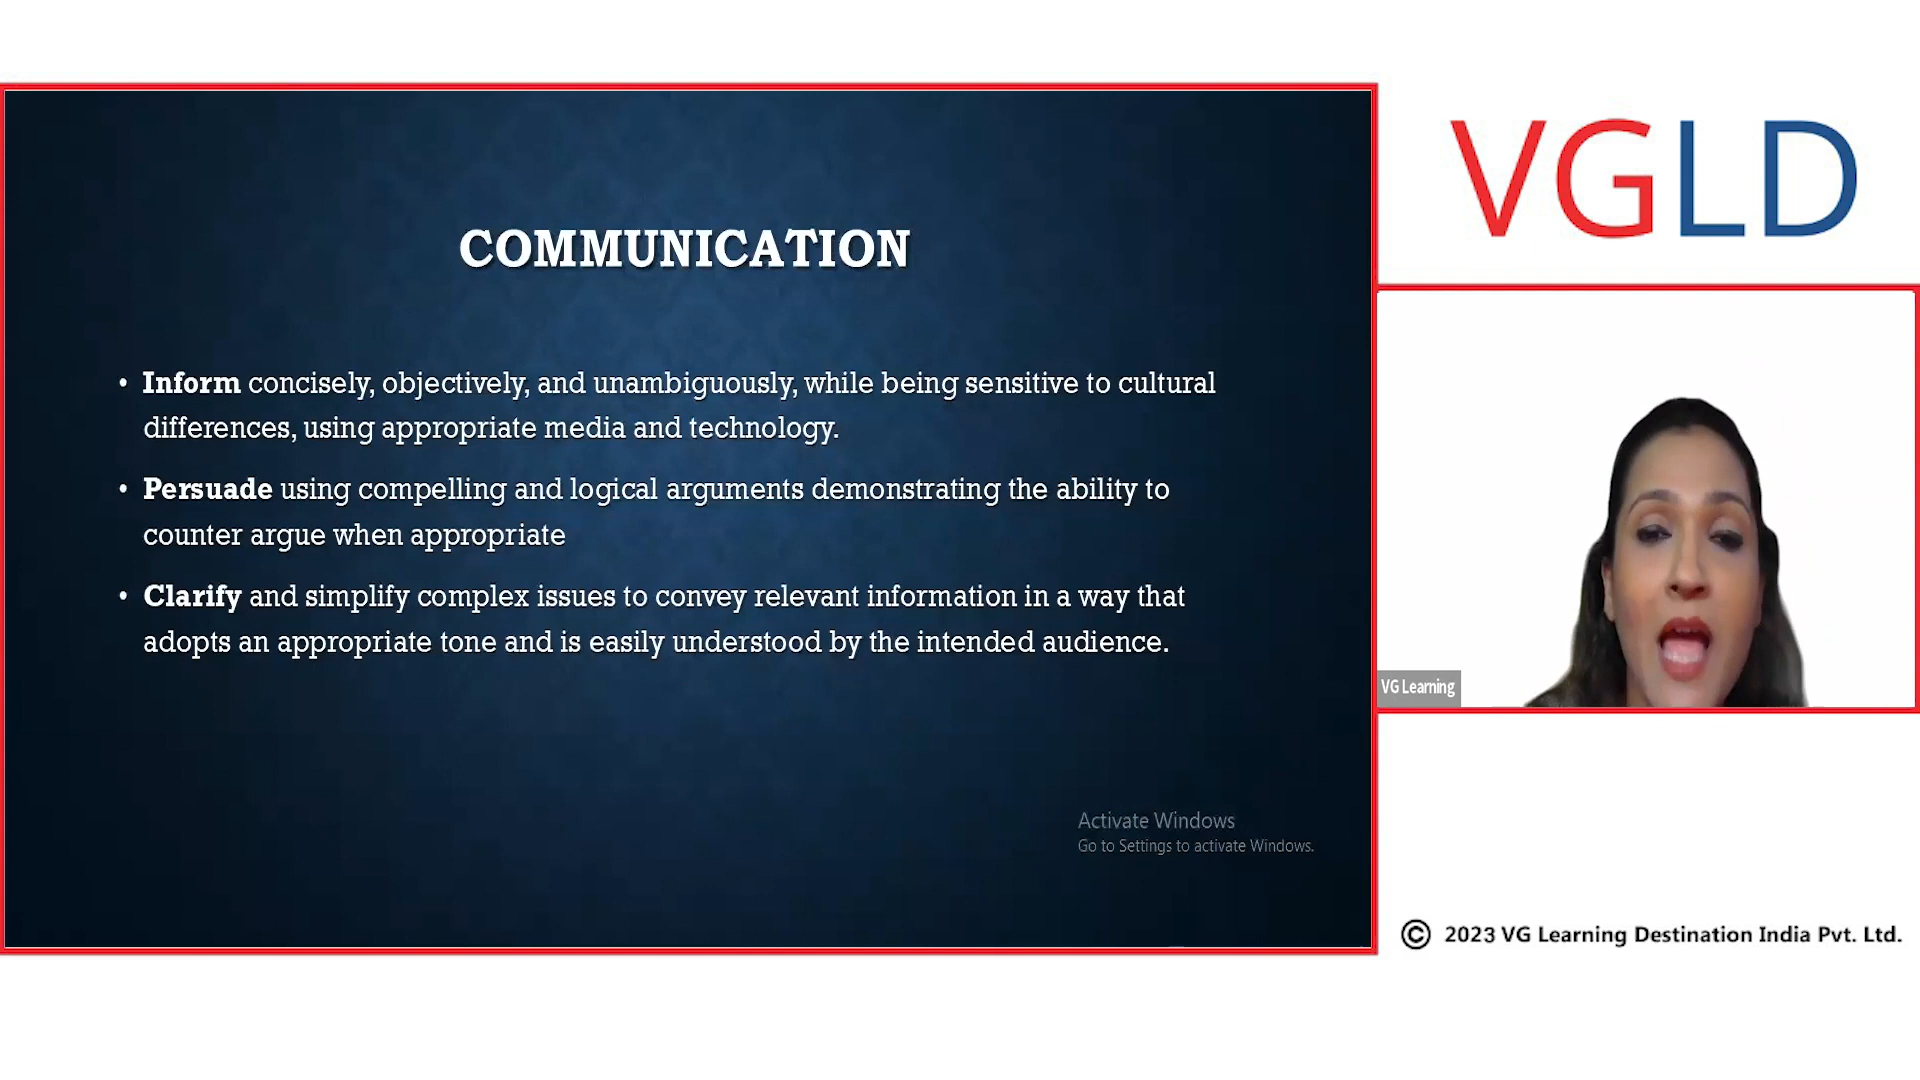 COMMUNICATION
• Inform concisely, objectively, and unambiguously, while being sensitive to cultural
differences, using appropriate media and technology.
• Persuade using compelling and logical arguments demonstrating the ability to
counter argue when appropriate
• Clarify and simplify complex issues to convey relevant information in a way that
adopts an appropriate tone and is easily understood by the intended audience.
Activate Windows
Go to Settings to activate Windows.
VGLD
VG Learning
© 2023 VG Learning Destination India Pvt. Ltd.